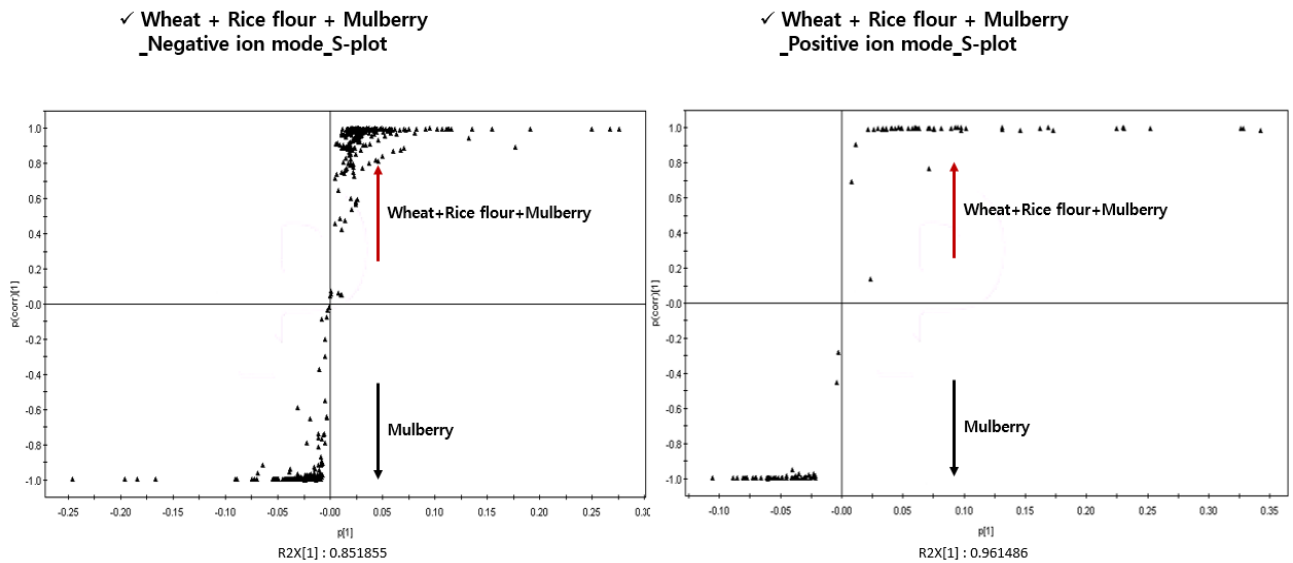 ✓ Wheat + Rice flour + Mulberry
_Negative ion mode_S-plot
✓ Wheat + Rice flour + Mulberry
_Positive ion mode_S-plot
1.0
0.8
0.6
0.4
0.2
-0.0
-0.2
-0.4
-0.6
-0.8
-1.0
p(corr)[1]
Wheat+Rice flour+Mulberry
Mulberry
-0.25 -0.20 -0.15 -0.10 -0.05 -0.00 0.05 0.10 0.15 0.20 0.25 0.30
p[1]
R2X[1] : 0.851855
1.0
0.8
0.6
0.4
0.2
-0.0
-0.2
-0.4
-0.6
-0.8
-1.0
p(corr)[1]
Wheat+Rice flour+Mulberry
Mulberry
-0.10 -0.05 -0.00 0.05 0.10 0.15 0.20 0.25 0.30 0.35
p[1]
R2X[1] : 0.961486